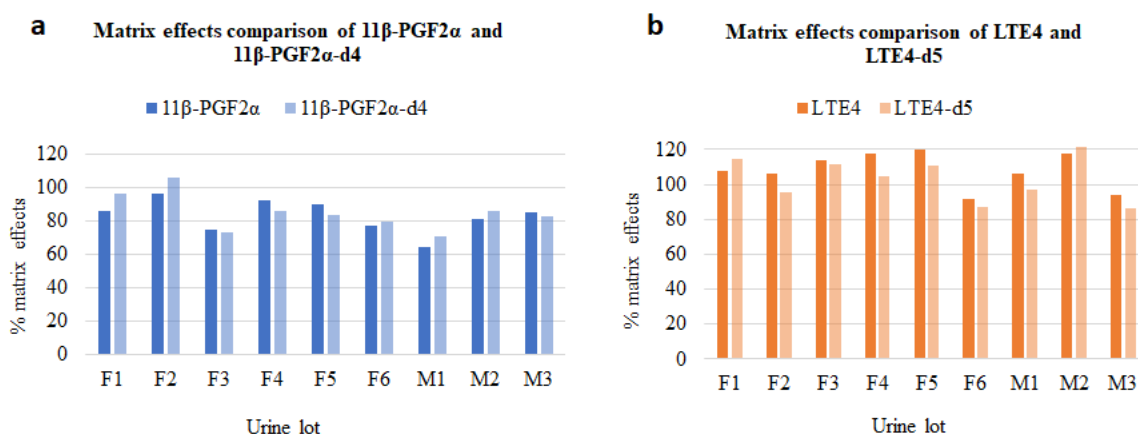 a
Matrix effects comparison of 11β-PGF2α and
11β-PGF2α-d4
11β-PGF2α 11β-PGF2α-d4
% matrix effects
120
100
80
60
40
20
0
F1 F2 F3 F4 F5 F6 M1 M2 M3
Urine lot
b
Matrix effects comparison of LTE4 and
LTE4-d5
LTE4 LTE4-d5
% matrix effects
120
100
80
60
40
20
0
F1 F2 F3 F4 F5 F6 M1 M2 M3
Urine lot